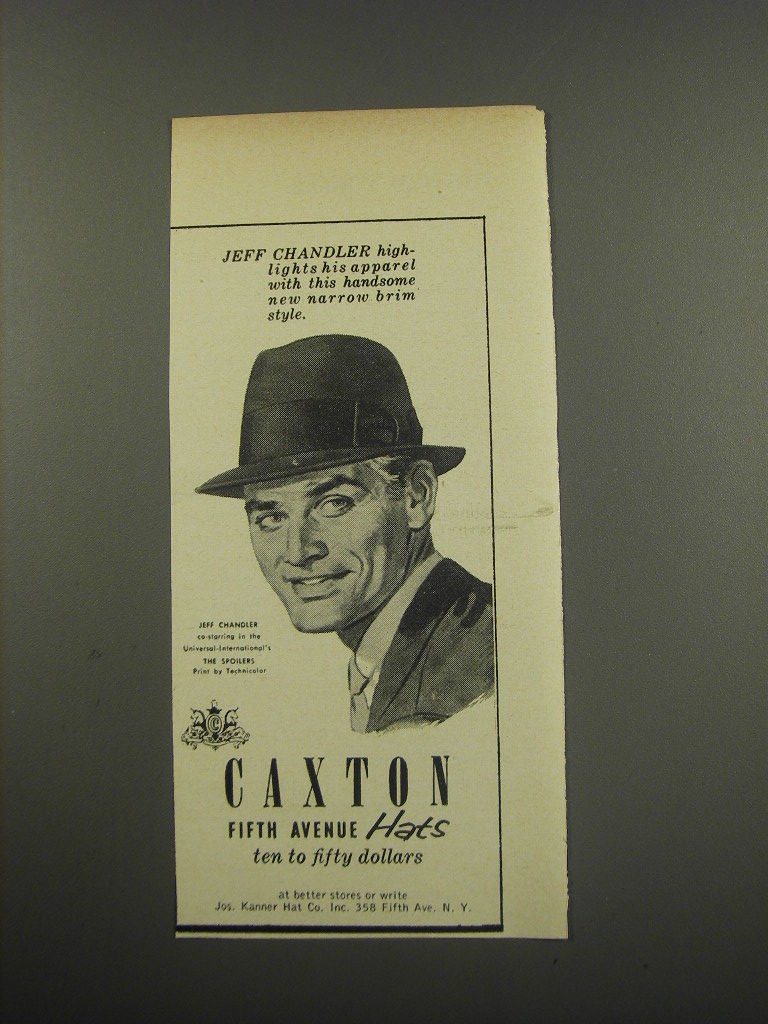 JEFF CHANDLER high-
lights his apparel
with this handsome
new narrow brim
style.
JEFF CHANDLER
co-starring in the
Universal-International's
THE SPOILERS
Print by Technicolor
C
CAXTON
FIFTH AVENUE Hats
ten to fifty dollars
at better stores or write
Jos. Kanner Hat Co. Inc. 358 Fifth Ave. N. Y.